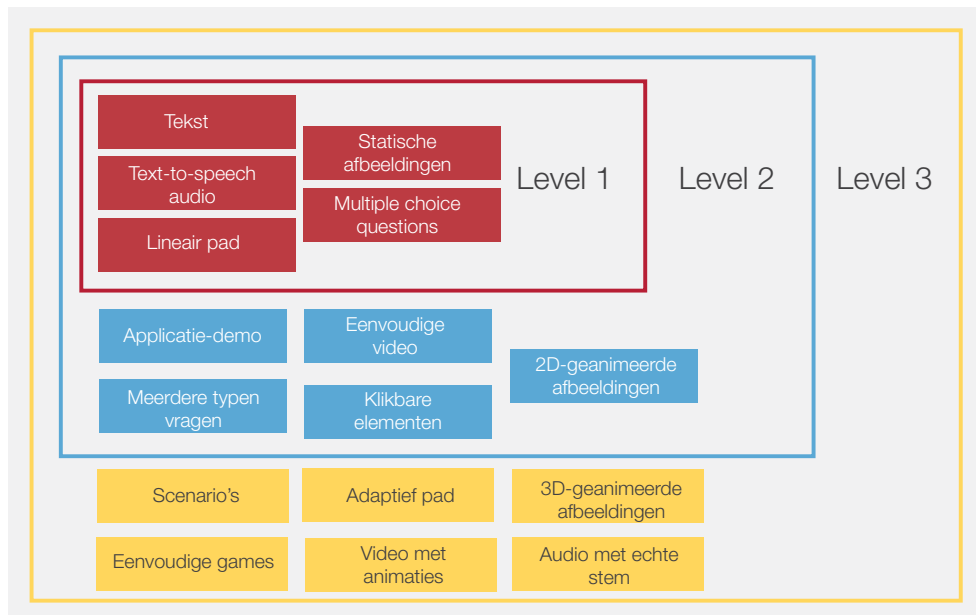 Tekst
Text-to-speech
audio
Lineair pad
Statische
afbeeldingen
Multiple choice
questions
Level 1
Level 2
Level 3
Applicatie-demo
Eenvoudige
video
Meerdere typen
vragen
Klikbare
elementen
2D-geanimeerde
afbeeldingen
Scenario’s
Adaptief pad
3D-geanimeerde
afbeeldingen
Eenvoudige games
Video met
animaties
Audio met echte
stem